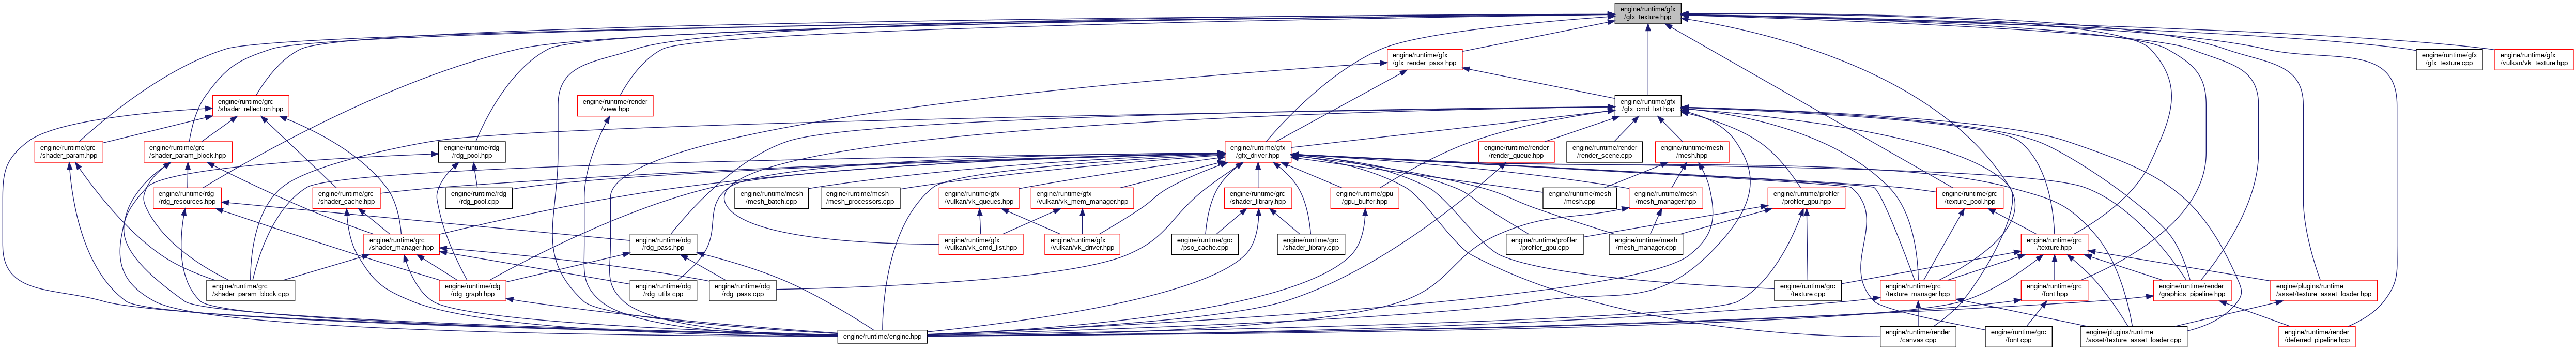 engine/runtime/gfx
/gfx_texture.hpp
engine/runtime/gfx
/gfx_render_pass.hpp
engine/runtime/gfx
/gfx_texture.cpp
engine/runtime/gfx
/vulkan/vk_texture.hpp
engine/runtime/grc
/shader_reflection.hpp
engine/runtime/render
/view.hpp
engine/runtime/gfx
/gfx_cmd_list.hpp
engine/runtime/grc
/shader_param.hpp
engine/runtime/grc
/shader_param_block.hpp
engine/runtime/rdg
/rdg_pool.hpp
engine/runtime/gfx
/gfx_driver.hpp
engine/runtime/render
/render_queue.hpp
engine/runtime/render
/render_scene.cpp
engine/runtime/mesh
/mesh.hpp
engine/runtime/rdg
/rdg_resources.hpp
engine/runtime/grc
/shader_cache.hpp
engine/runtime/rdg
/rdg_pool.cpp
engine/runtime/mesh
/mesh_batch.cpp
engine/runtime/mesh
/mesh_processors.cpp
engine/runtime/gfx
/vulkan/vk_queues.hpp
engine/runtime/gfx
/vulkan/vk_mem_manager.hpp
engine/runtime/grc
/shader_library.hpp
engine/runtime/gpu
/gpu_buffer.hpp
engine/runtime/mesh
/mesh.cpp
engine/runtime/mesh
/mesh_manager.hpp
engine/runtime/profiler
/profiler_gpu.hpp
engine/runtime/grc
/texture_pool.hpp
engine/runtime/grc
/shader_manager.hpp
engine/runtime/rdg
/rdg_pass.hpp
engine/runtime/gfx
/vulkan/vk_cmd_list.hpp
engine/runtime/gfx
/vulkan/vk_driver.hpp
engine/runtime/grc
/pso_cache.cpp
engine/runtime/grc
/shader_library.cpp
engine/runtime/profiler
/profiler_gpu.cpp
engine/runtime/mesh
/mesh_manager.cpp
engine/runtime/grc
/texture.hpp
engine/runtime/grc
/shader_param_block.cpp
engine/runtime/rdg
/rdg_graph.hpp
engine/runtime/rdg
/rdg_utils.cpp
engine/runtime/rdg
/rdg_pass.cpp
engine/runtime/grc
/texture.cpp
engine/runtime/grc
/texture_manager.hpp
engine/runtime/grc
/font.hpp
engine/runtime/render
/graphics_pipeline.hpp
engine/plugins/runtime
/asset/texture_asset_loader.hpp
engine/runtime/engine.hpp
engine/runtime/render
/canvas.cpp
engine/runtime/grc
/font.cpp
engine/plugins/runtime
/asset/texture_asset_loader.cpp
engine/runtime/render
/deferred_pipeline.hpp